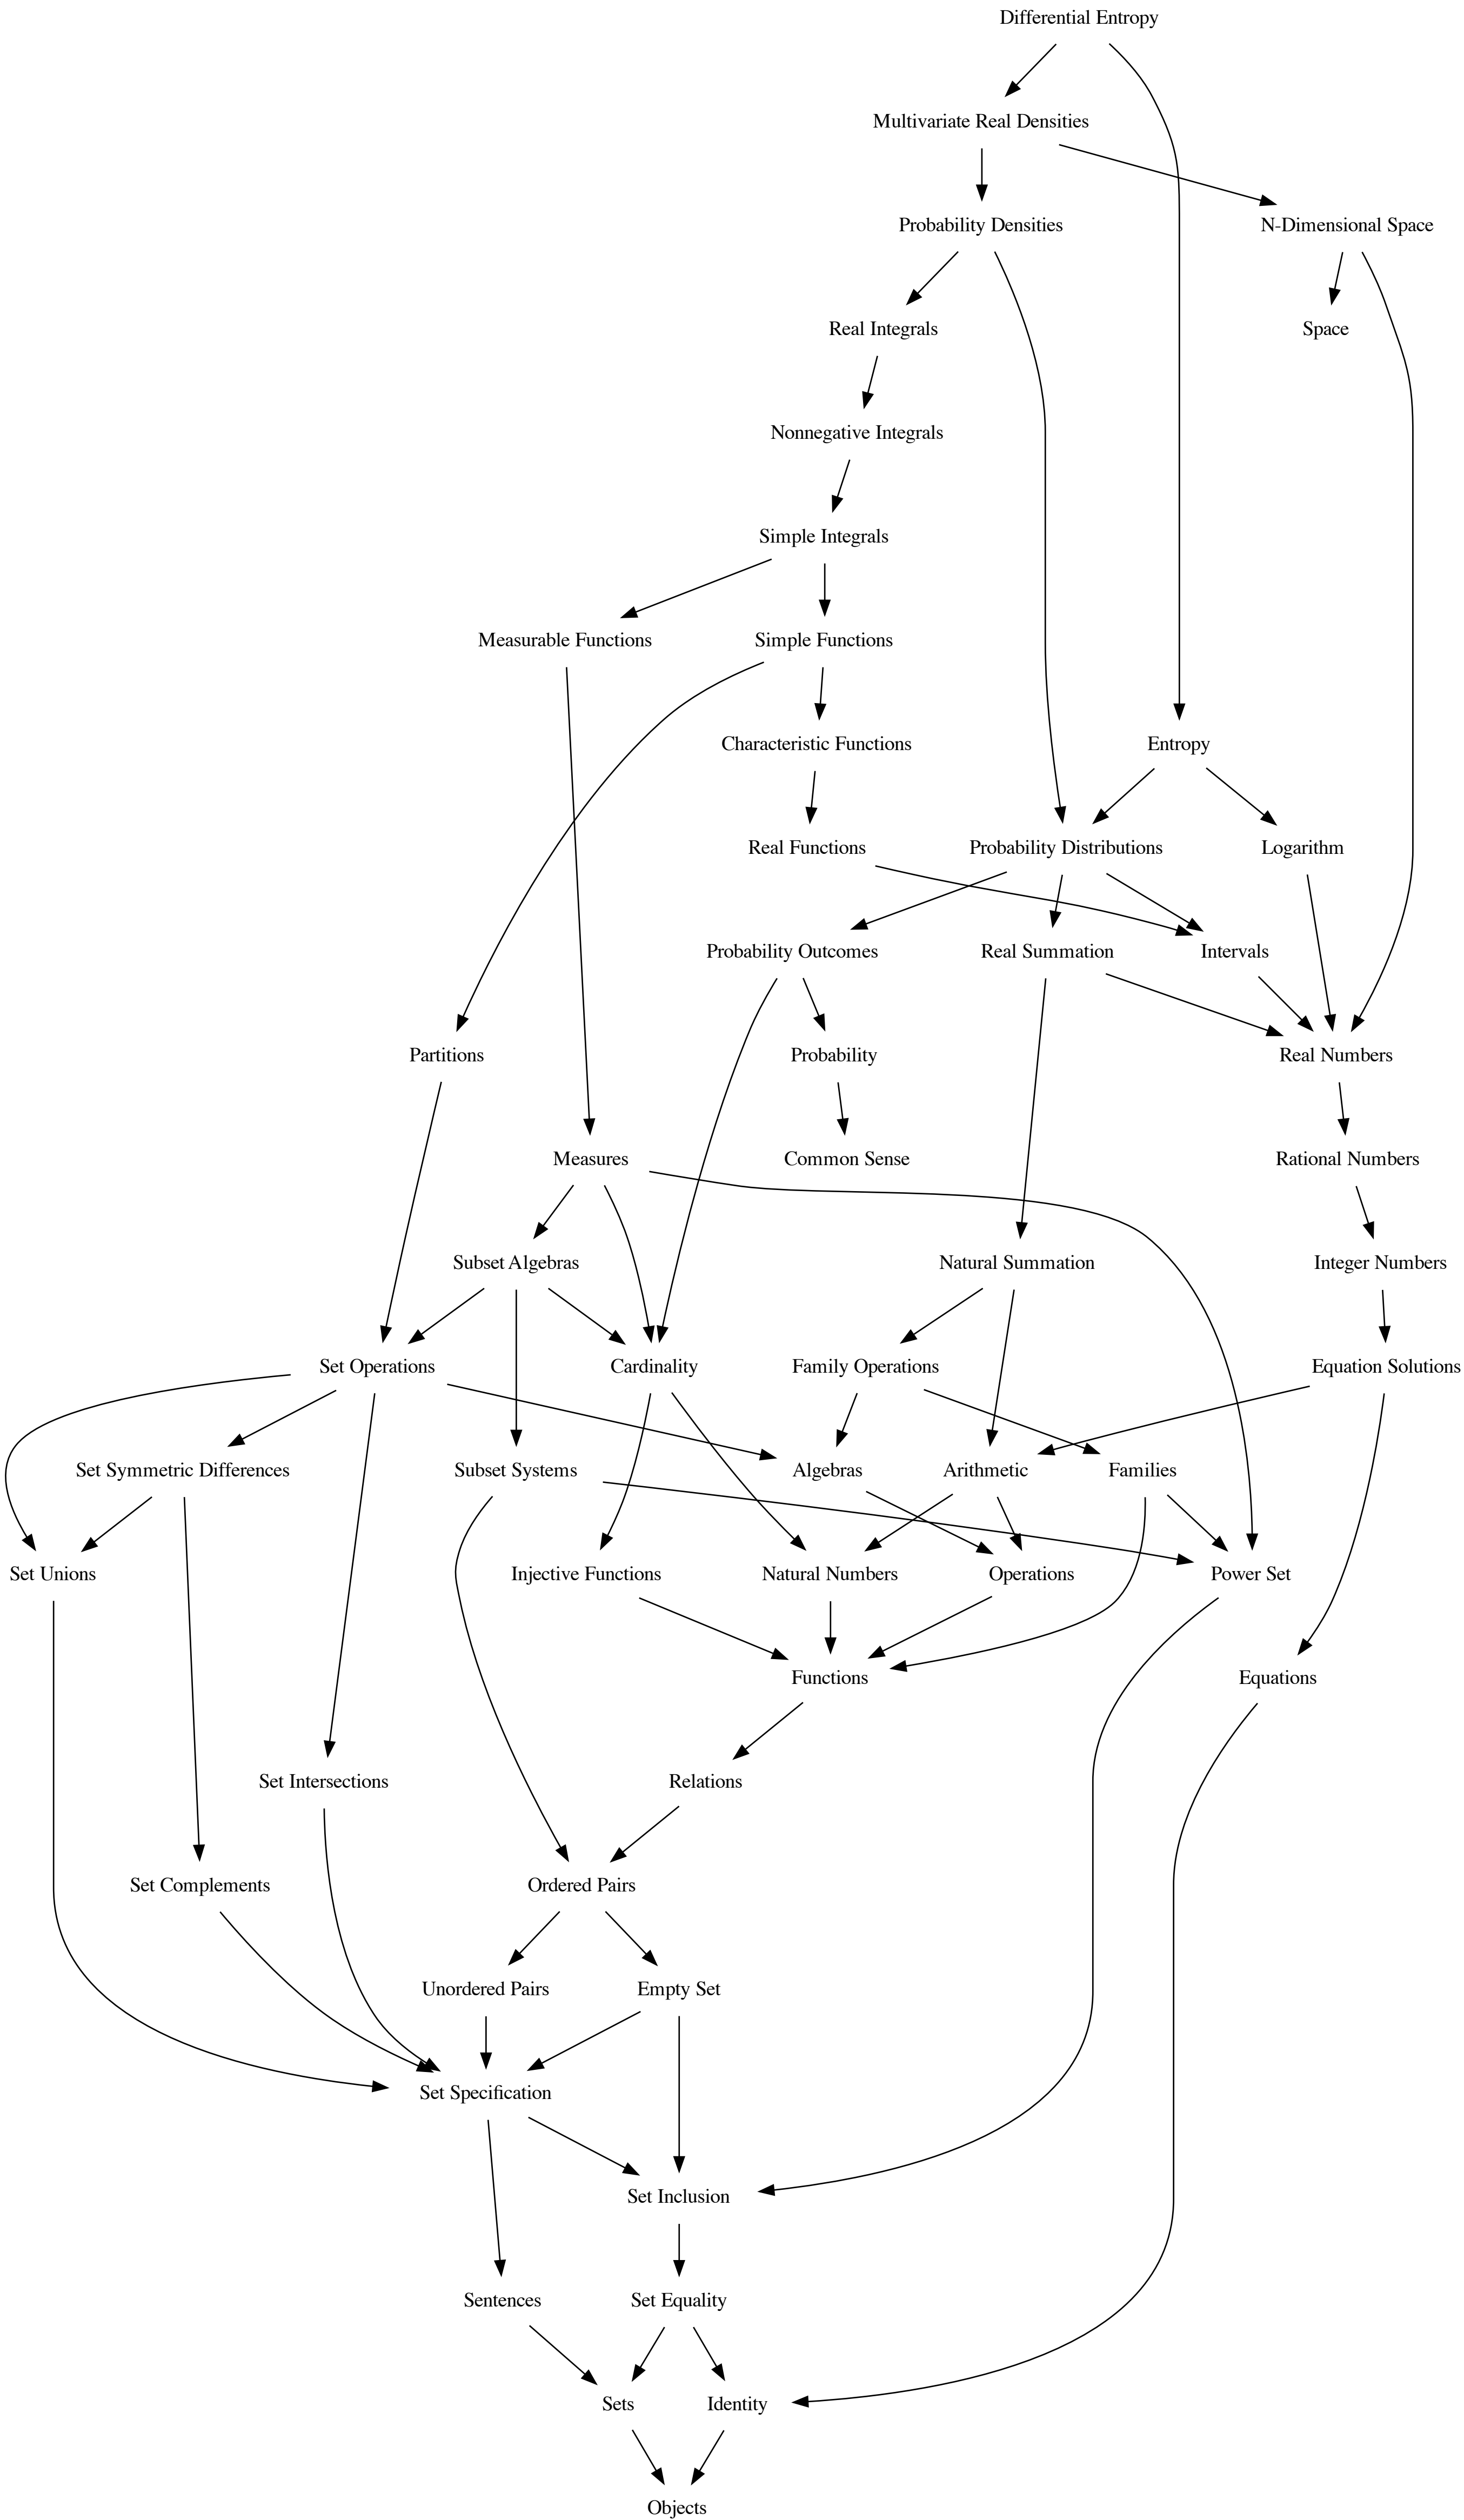 Differential Entropy
Multivariate Real Densities
Probability Densities
N-Dimensional Space
Real Integrals
Space
Nonnegative Integrals
Simple Integrals
Measurable Functions
Simple Functions
Characteristic Functions
Entropy
Real Functions
Probability Distributions
Logarithm
Probability Outcomes
Real Summation
Intervals
Partitions
Probability
Real Numbers
Measures
Common Sense
Rational Numbers
Subset Algebras
Natural Summation
Integer Numbers
Set Operations
Cardinality
Family Operations
Equation Solutions
Set Symmetric Differences
Subset Systems
Algebras
Arithmetic
Families
Set Unions
Injective Functions
Natural Numbers
Operations
Power Set
Functions
Equations
Set Intersections
Relations
Set Complements
Ordered Pairs
Unordered Pairs
Empty Set
Set Specification
Set Inclusion
Sentences
Set Equality
Sets
Identity
Objects